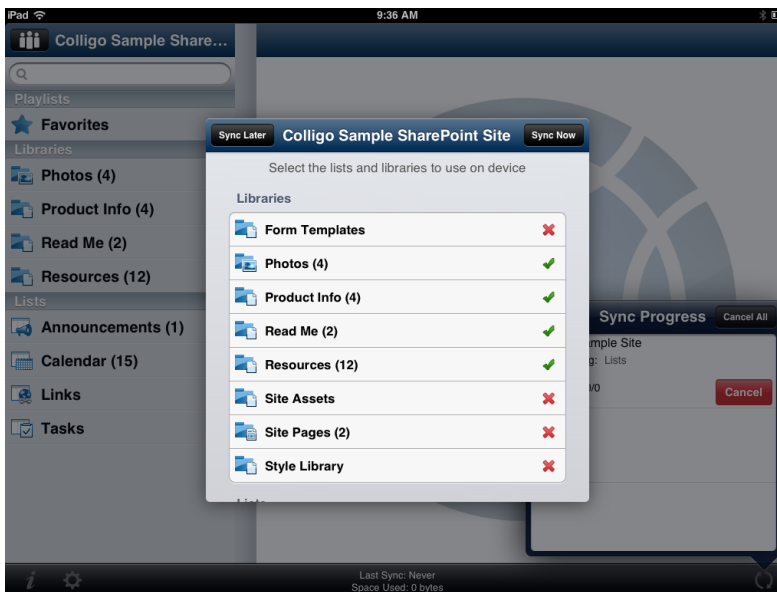 iPad
9:36 AM
Colligo Sample Share...
Playlists
Favorites
Libraries
Photos (4)
Product Info (4)
Read Me (2)
Resources (12)
Lists
Announcements (1)
Calendar (15)
Links
Tasks
Sync Later
Colligo Sample SharePoint Site
Sync Now
Select the lists and libraries to use on device
Libraries
Form Templates
Photos (4)
Product Info (4)
Read Me (2)
Resources (12)
Site Assets
Site Pages (2)
Style Library
Sync Progress
Cancel All
Site
Lists
Cancel
Last Sync: Never
Space Used: 0 bytes